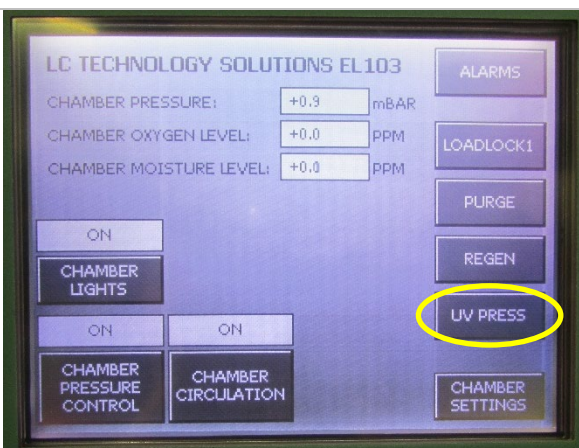 LC TECHNOLOGY SOLUTIONS EL103
CHAMBER PRESSURE: +0.9 mBAR
CHAMBER OXYGEN LEVEL: +0.0 PPM
CHAMBER MOISTURE LEVEL: +0.0 PPM
ALARMS
LOADLOCK1
PURGE
REGEN
UV PRESS
CHAMBER
SETTINGS
ON
CHAMBER
LIGHTS
ON
CHAMBER
PRESSURE
CONTROL
ON
CHAMBER
CIRCULATION